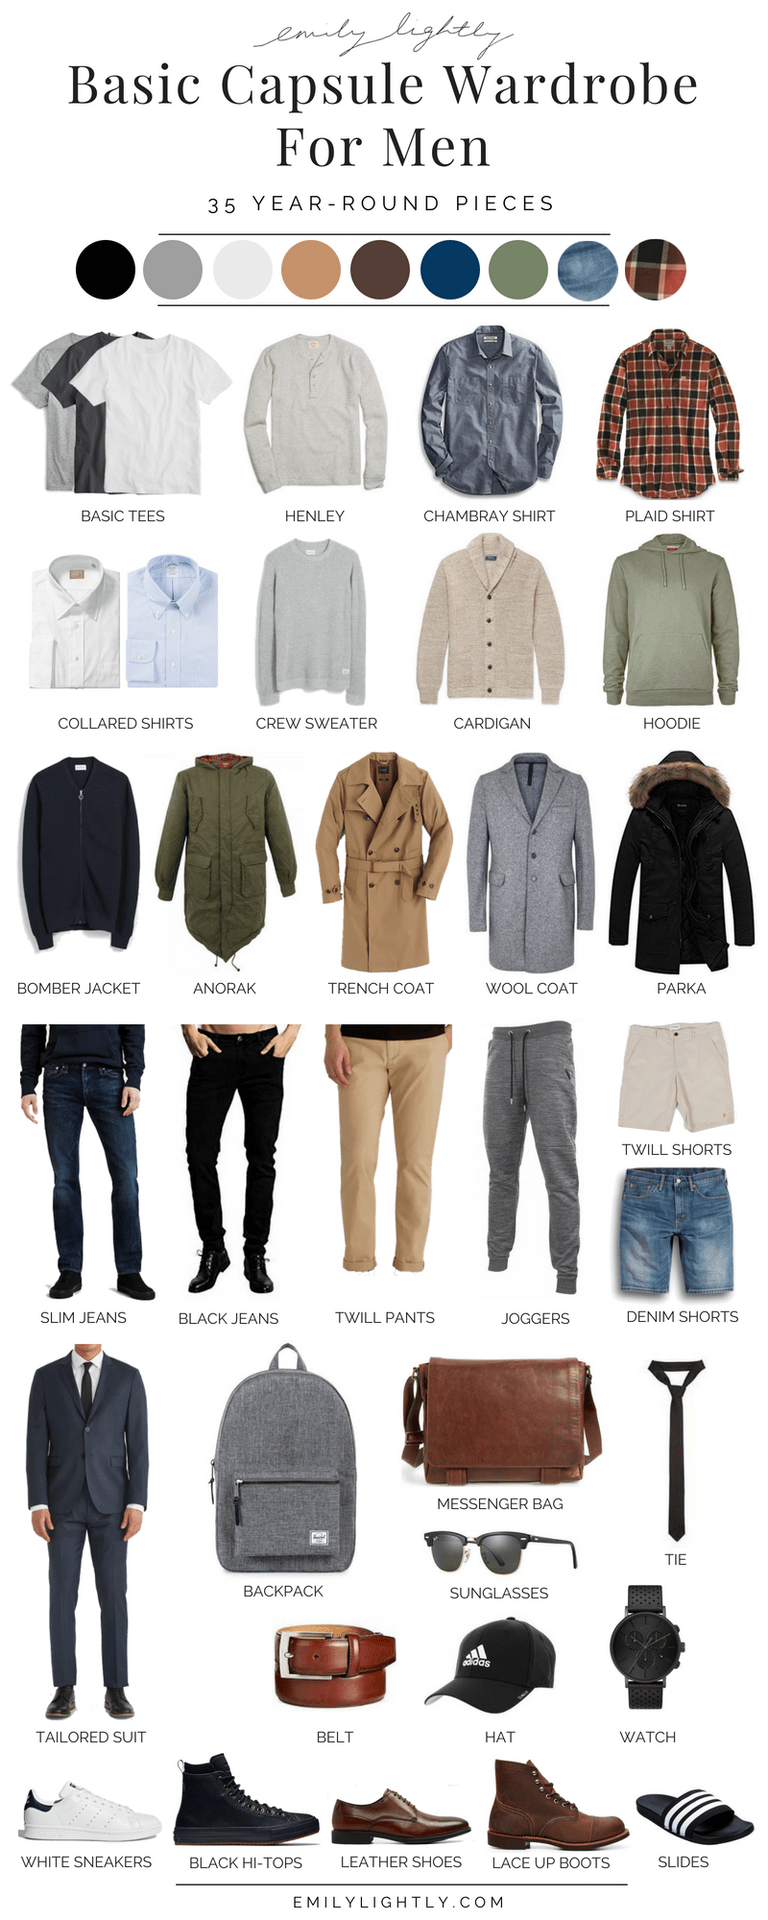 emily lightly
Basic Capsule Wardrobe
For Men
35 YEAR-ROUND PIECES
BASIC TEES
HENLEY
CHAMBRAY SHIRT
PLAID SHIRT
COLLARED SHIRTS
CREW SWEATER
CARDIGAN
HOODIE
BOMBER JACKET
ANORAK
TRENCH COAT
WOOL COAT
PARKA
TWILL SHORTS
SLIM JEANS
BLACK JEANS
TWILL PANTS
JOGGERS
DENIM SHORTS
MESSENGER BAG
TIE
BACKPACK
SUNGLASSES
adidas
TAILORED SUIT
BELT
HAT
WATCH
WHITE SNEAKERS
BLACK HI-TOPS
LEATHER SHOES
LACE UP BOOTS
SLIDES
EMILYLIGHTLY.COM